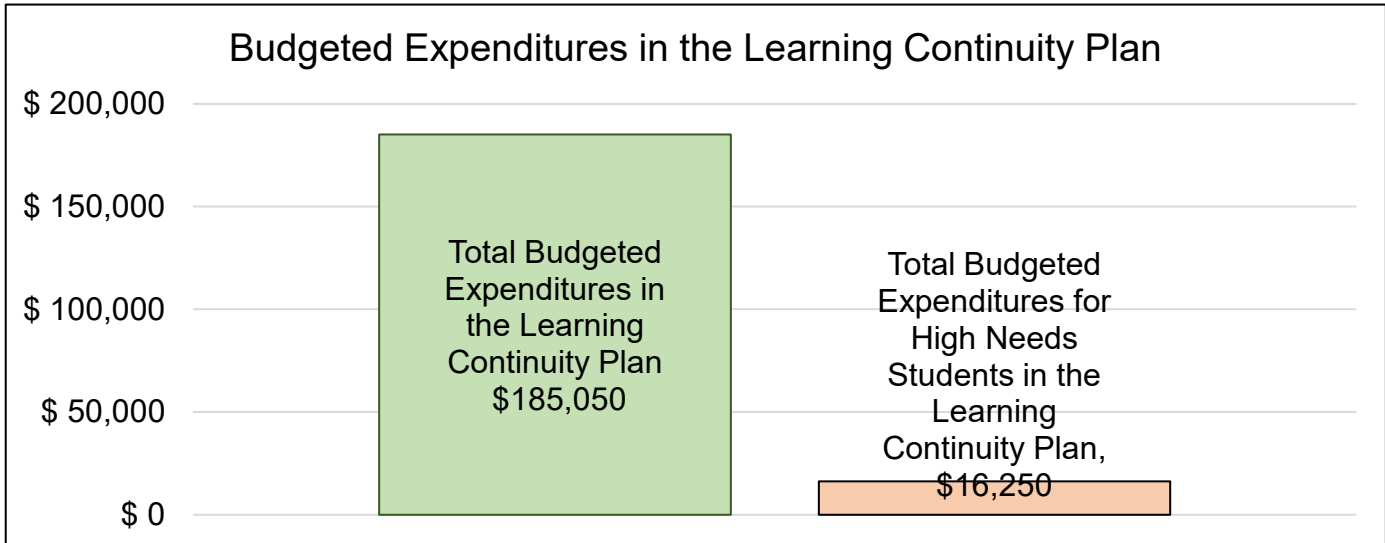 Budgeted Expenditures in the Learning Continuity Plan
$ 200,000
$ 150,000
$ 100,000
$ 50,000
$ 0
Total Budgeted
Expenditures in
the Learning
Continuity Plan
$185,050
Total Budgeted
Expenditures for
High Needs
Students in the
Learning
Continuity Plan,
$16,250